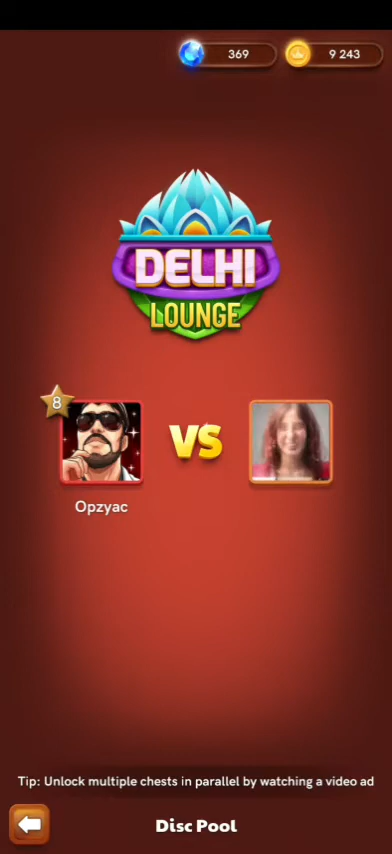 369
9 243
DELHI
LOUNGE
8
VS
Opzyac
Tip: Unlock multiple chests in parallel by watching a video ad
Disc Pool